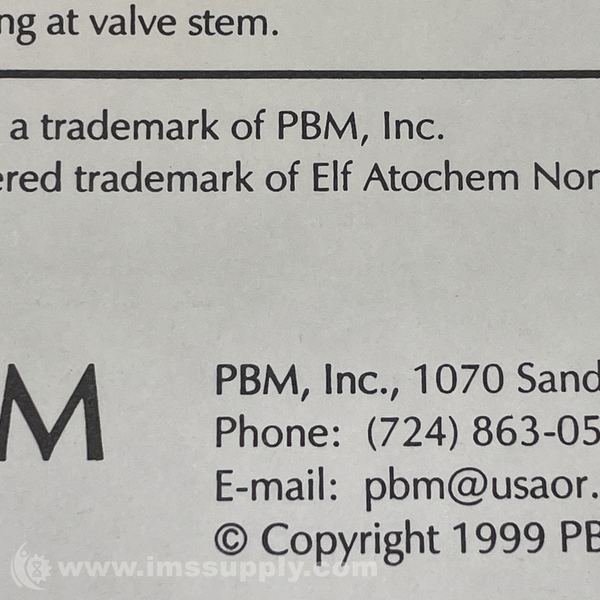 ng at valve stem.
a trademark of PBM, Inc.
ered trademark of Elf Atochem Nor
M
PBM, Inc., 1070 Sand
Phone: (724) 863-05
E-mail: pbm@usaor.
© Copyright 1999 PB
www.imssupply.com